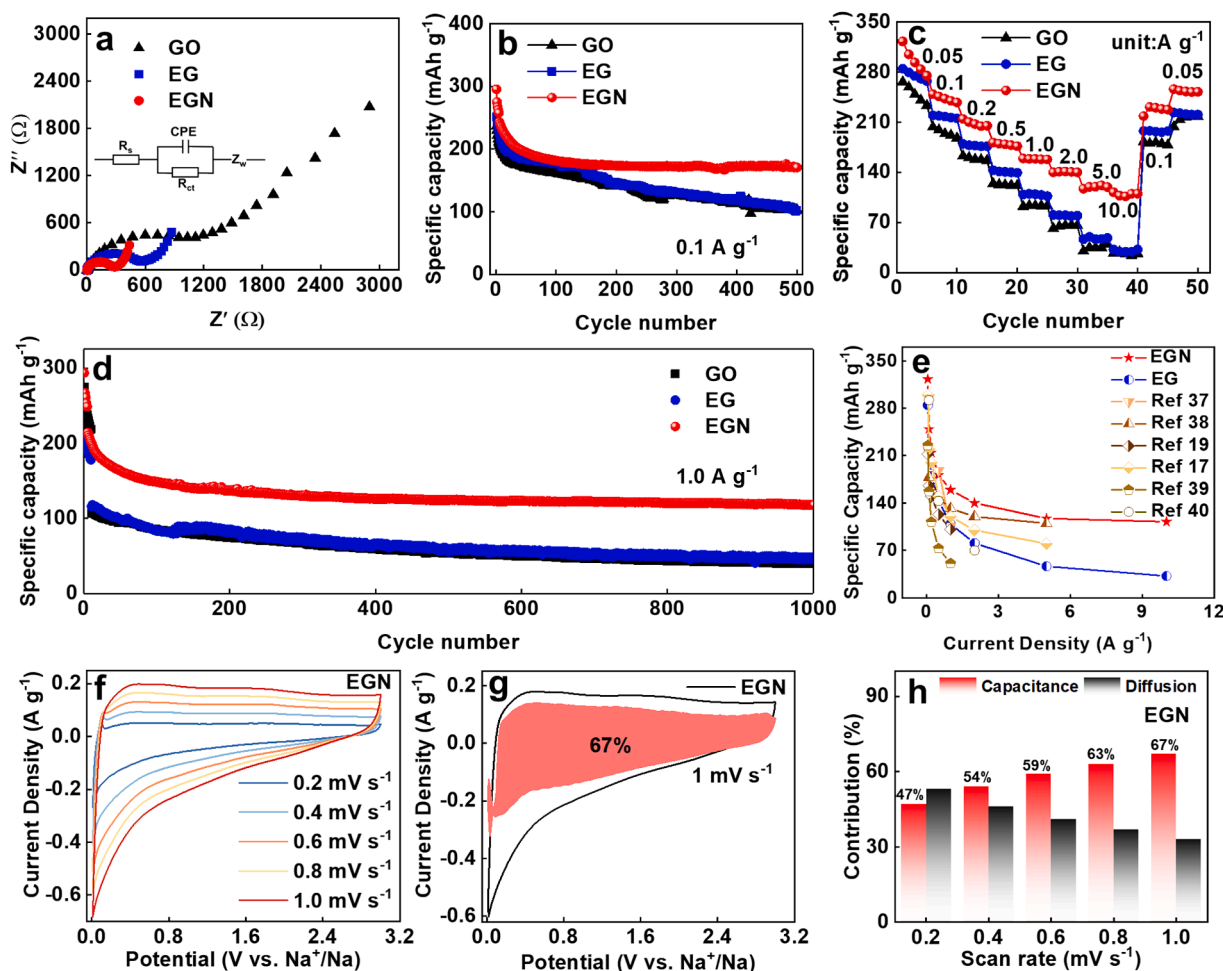 a
3000
2400
1800
1200
600
0
Z'' (Ω)
GO
EG
EGN
Rs
CPE
Rct
Zw
0 600 1200 1800 2400 3000
Z' (Ω)
b
400
300
200
100
0
Specific capacity (mAh g⁻¹)
GO
EG
EGN
0.1 A g⁻¹
0 100 200 300 400 500
Cycle number
c
350
280
210
140
70
0
Specific capacity (mAh g⁻¹)
GO
EG
EGN
unit:A g⁻¹
0.05
0.1
0.2
0.5
1.0
2.0
5.0
10.0
0.1
0.05
0 10 20 30 40 50
Cycle number
d
300
200
100
0
Specific capacity (mAh g⁻¹)
GO
EG
EGN
1.0 A g⁻¹
0 200 400 600 800 1000
Cycle number
e
350
280
210
140
70
0
Specific Capacity (mAh g⁻¹)
EGN
EG
Ref 37
Ref 38
Ref 19
Ref 17
Ref 39
Ref 40
0 3 6 9 12
Current Density (A g⁻¹)
f
EGN
0.2
0.0
-0.2
-0.4
-0.6
Current Density (A g⁻¹)
0.2 mV s⁻¹
0.4 mV s⁻¹
0.6 mV s⁻¹
0.8 mV s⁻¹
1.0 mV s⁻¹
0.0 0.8 1.6 2.4 3.2
Potential (V vs. Na⁺/Na)
g
EGN
0.2
0.0
-0.2
-0.4
-0.6
Current Density (A g⁻¹)
67%
1 mV s⁻¹
0.0 0.8 1.6 2.4 3.2
Potential (V vs. Na⁺/Na)
h
90
60
30
0
Contribution (%)
Capacitance
Diffusion
EGN
47%
54%
59%
63%
67%
0.2 0.4 0.6 0.8 1.0
Scan rate (mV s⁻¹)